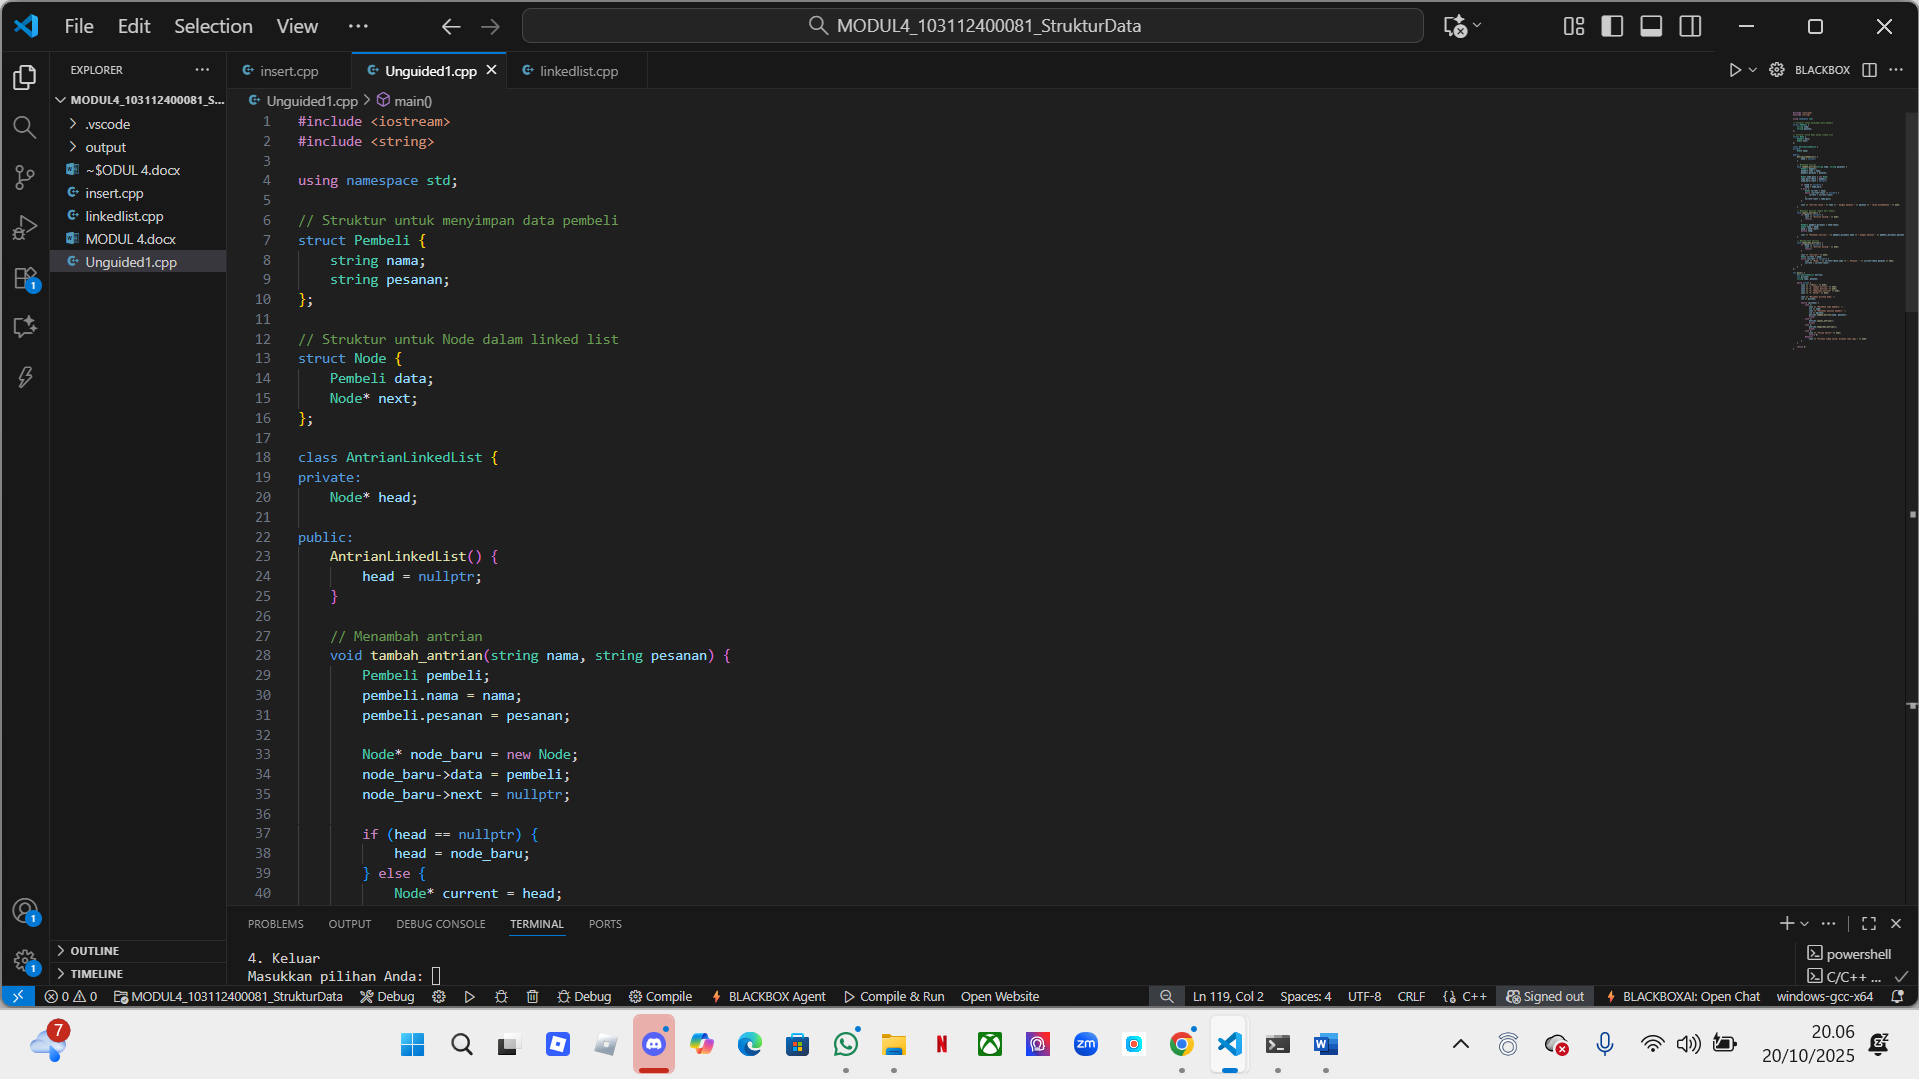 File Edit Selection View ··· MODUL4_103112400081_StrukturData
EXPLORER ···
insert.cpp Unguided1.cpp linkedlist.cpp BLACKBOX ···
MODUL4_103112400081_S...
.vscode
output
~$ODUL 4.docx
insert.cpp
linkedlist.cpp
MODUL 4.docx
Unguided1.cpp
OUTLINE
TIMELINE
Unguided1.cpp > main()
1 #include <iostream>
2 #include <string>
3
4 using namespace std;
5
6 // Struktur untuk menyimpan data pembeli
7 struct Pembeli {
8 string nama;
9 string pesanan;
10 };
11
12 // Struktur untuk Node dalam linked list
13 struct Node {
14 Pembeli data;
15 Node* next;
16 };
17
18 class AntrianLinkedList {
19 private:
20 Node* head;
21
22 public:
23 AntrianLinkedList() {
24 head = nullptr;
25 }
26
27 // Menambah antrian
28 void tambah_antrian(string nama, string pesanan) {
29 Pembeli pembeli;
30 pembeli.nama = nama;
31 pembeli.pesanan = pesanan;
32
33 Node* node_baru = new Node;
34 node_baru->data = pembeli;
35 node_baru->next = nullptr;
36
37 if (head == nullptr) {
38 head = node_baru;
39 } else {
40 Node* current = head;
PROBLEMS OUTPUT DEBUG CONSOLE TERMINAL PORTS
4. Keluar
Masukkan pilihan Anda:
powershell
C/C++ ...
0 0 MODUL4_103112400081_StrukturData Debug Debug Compile BLACKBOX Agent Compile & Run Open Website Ln 119, Col 2 Spaces: 4 UTF-8 CRLF {} C++ Signed out BLACKBOXAI: Open Chat windows-gcc-x64
1
1
1
7
zm
20.06
20/10/2025